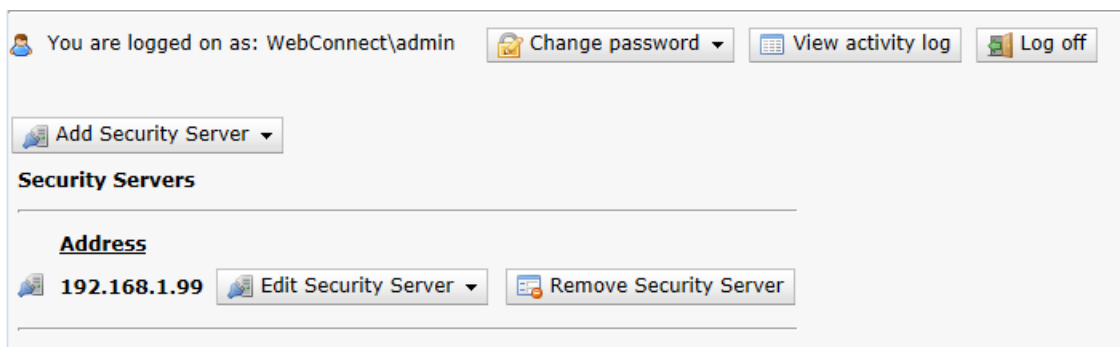 You are logged on as: WebConnect\admin Change password View activity log Log off
Add Security Server
Security Servers
Address
192.168.1.99 Edit Security Server Remove Security Server